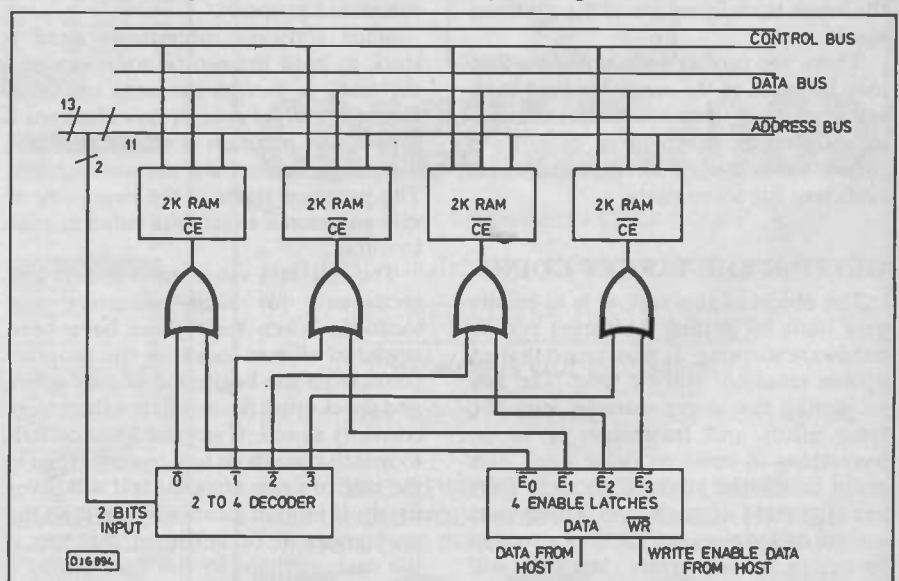 CONTROL BUS
DATA BUS
13
ADDRESS BUS
11
2
2K RAM
CE
2K RAM
CE
2K RAM
CE
2K RAM
CE
0 1 2 3
2 BITS INPUT
2 TO 4 DECODER
E0 E1 E2 E3
4 ENABLE LATCHES
DATA WR
DATA FROM HOST
WRITE ENABLE DATA FROM HOST
DJG894